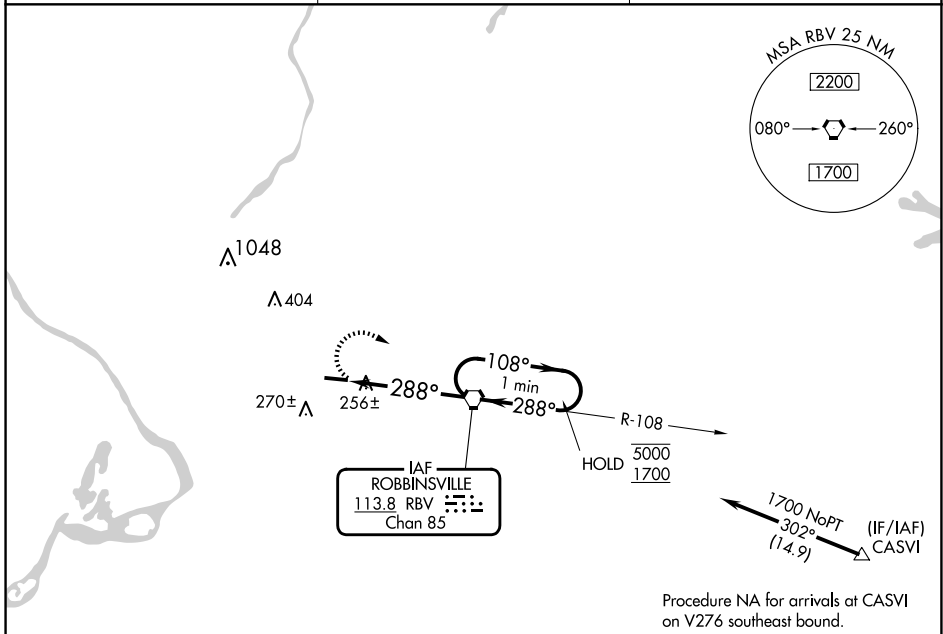 MSA RBV 25 NM
2200
080°
260°
1700
1048
404
108°
1 min
288°
288°
270±
256±
R-108
HOLD
5000
1700
IAF
ROBBINSVILLE
113.8 RBV
Chan 85
1700 NoPT
302°
(14.9)
(IF/IAF)
CASVI
Procedure NA for arrivals at CASVI
on V276 southeast bound.